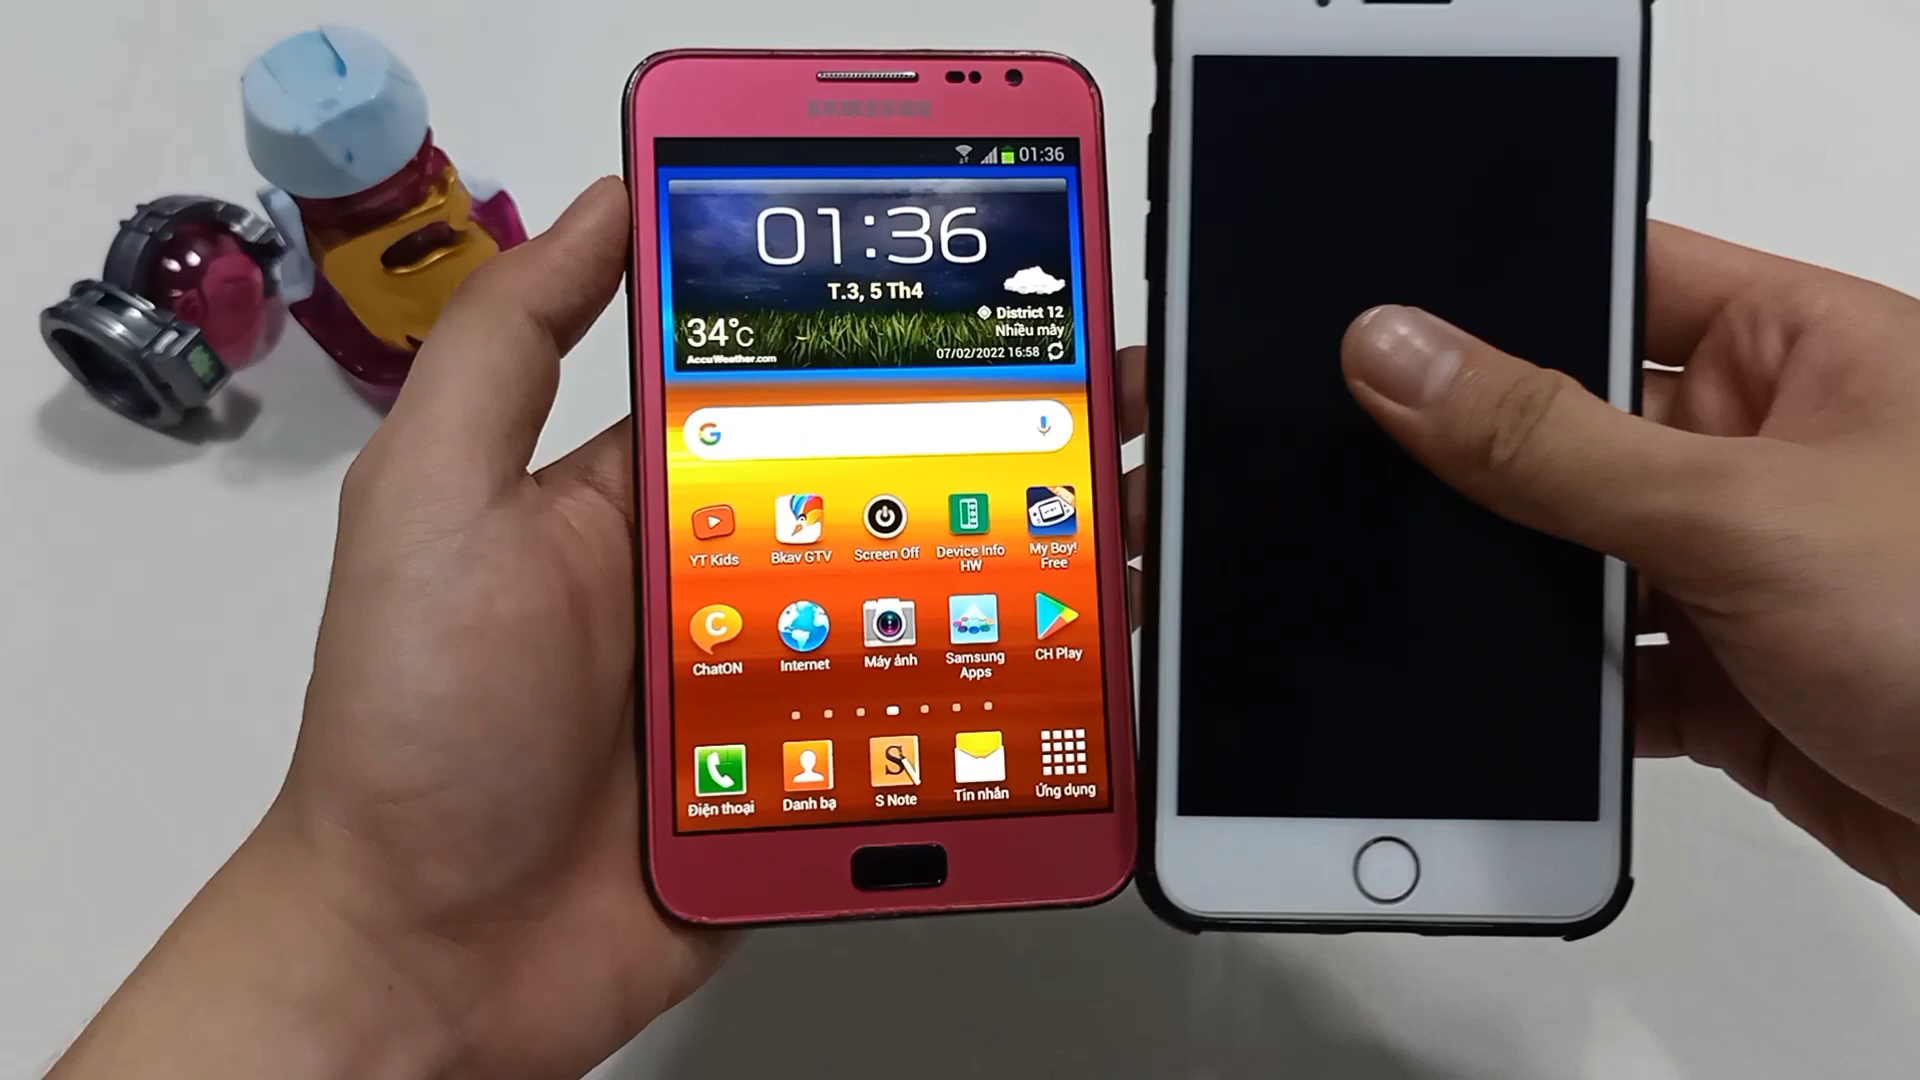 SAMSUNG
01:36
01:36
T.3, 5 Th4
34°C
District 12
Nhiều mây
AccuWeather.com
07/02/2022 16:58
G
YT Kids
Bkav GTV
Screen Off
Device Info
HW
My Boy!
Free
C
ChatON
Internet
Máy ảnh
Samsung
Apps
CH Play
S
Điện thoại
Danh bạ
S Note
Tin nhắn
Ứng dụng